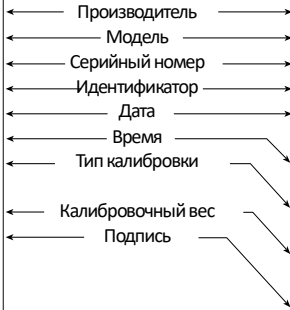 Производитель
Модель
Серийный номер
Идентификатор
Дата
Время
Тип калибровки
Калибровочный вес
Подпись